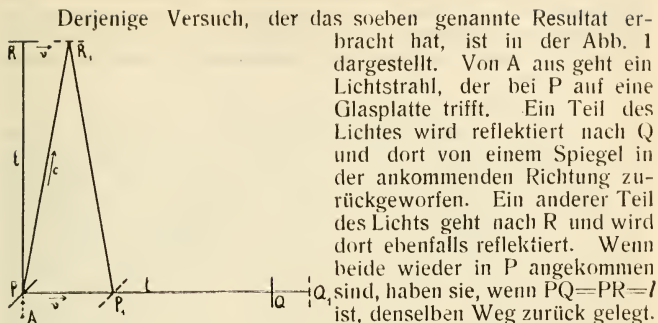 Derjenige Versuch, der das soeben genannte Resultat er-
bracht hat, ist in der Abb. 1
dargestellt. Von A aus geht ein
Lichtstrahl, der bei P auf eine
Glasplatte trifft. Ein Teil des
Lichtes wird reflektiert nach Q
und dort von einem Spiegel in
der ankommenden Richtung zu-
rückgeworfen. Ein anderer Teil
des Lichts geht nach R und wird
dort ebenfalls reflektiert. Wenn
beide wieder in P angekommen
sind, haben sie, wenn PQ=PR=l
ist, denselben Weg zurück gelegt.
R v R₁
l
c
P v P₁ l Q Q₁
A